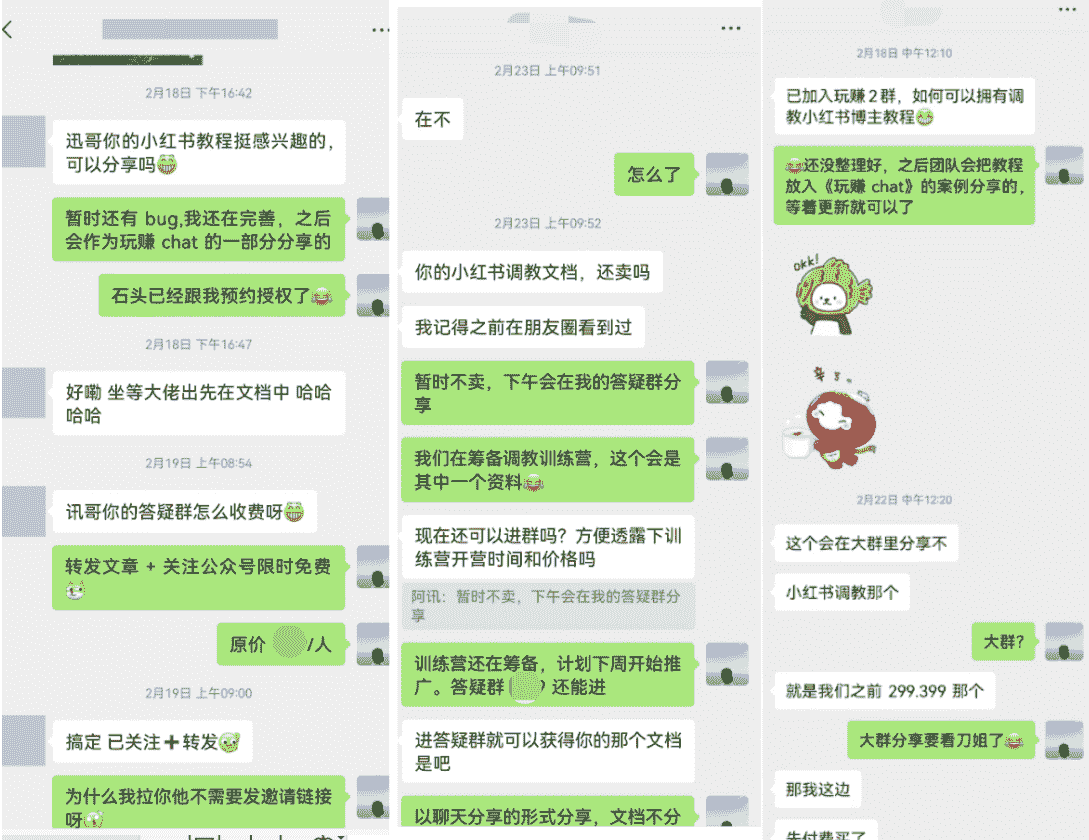 2月18日 下午16:42
迅哥你的小红书教程挺感兴趣的,
可以分享吗
暂时还有 bug,我还在完善，之后
会作为玩赚 chat 的一部分分享的
石头已经跟我预约授权了
2月18日 下午16:47
好嘞 坐等大佬出先在文档中 哈哈
哈哈
2月19日 上午08:54
讯哥你的答疑群怎么收费呀
转发文章 + 关注公众号限时免费
原价
/人
2月19日 上午09:00
搞定 已关注➕转发
为什么我拉你他不需要发邀请链接
呀
2月23日 上午09:51
在不
怎么了
2月23日 上午09:52
你的小红书调教文档，还卖吗
我记得之前在朋友圈看到过
暂时不卖，下午会在我的答疑群分
享
我们在筹备调教训练营，这个会是
其中一个资料
现在还可以进群吗？方便透露下训
练营开营时间和价格吗
阿讯：暂时不卖，下午会在我的答疑群分
享
训练营还在筹备，计划下周开始推
广。答疑群
还能进
进答疑群就可以获得你的那个文档
是吧
以聊天分享的形式分享，文档不分
2月18日 中午12:10
已加入玩赚2群，如何可以拥有调
教小红书博主教程
还没整理好，之后团队会把教程
放入《玩赚 chat》的案例分享的，
等着更新就可以了
okk!
2月22日 中午12:20
这个会在大群里分享不
小红书调教那个
大群?
就是我们之前 299.399 那个
大群分享要看刀姐了
那我这边
先付费买了